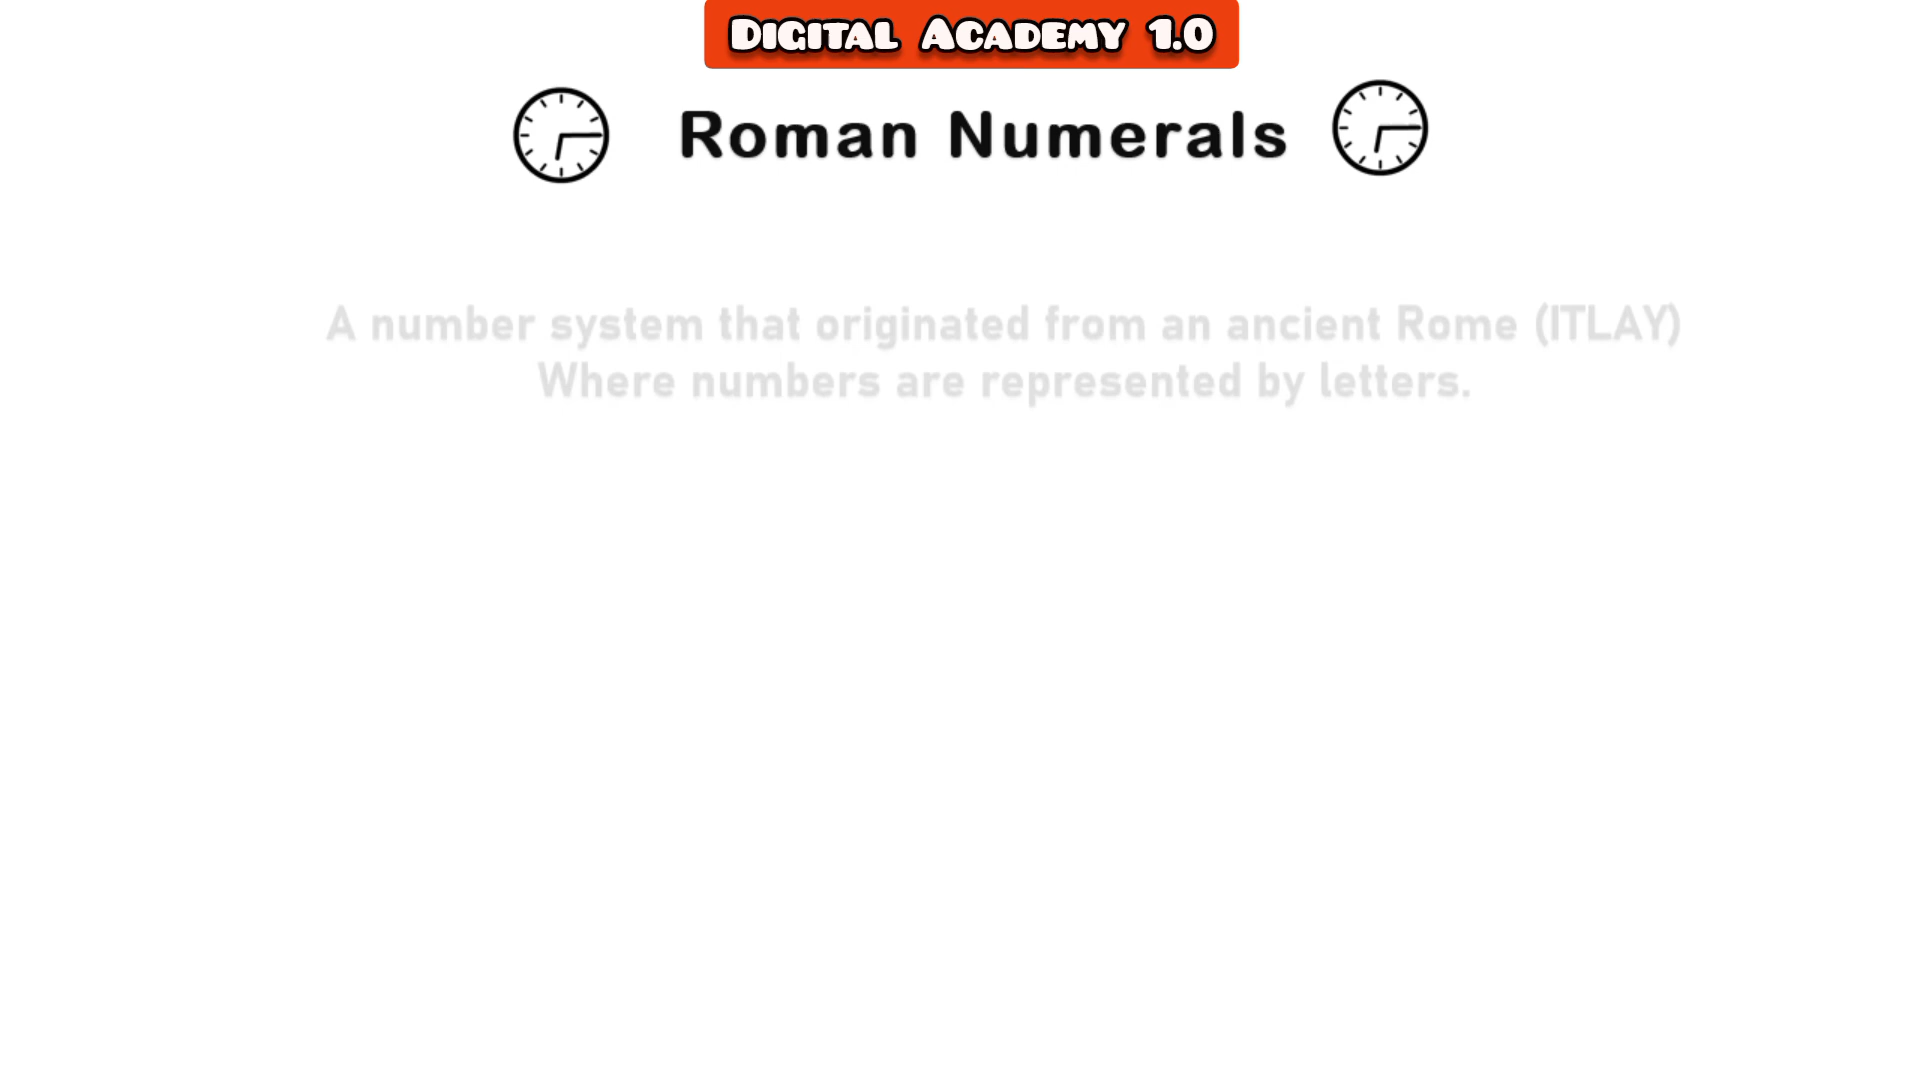 Digital Academy 1.0
Roman Numerals
A number system that originated from an ancient Rome (ITLAY)
Where numbers are represented by letters.